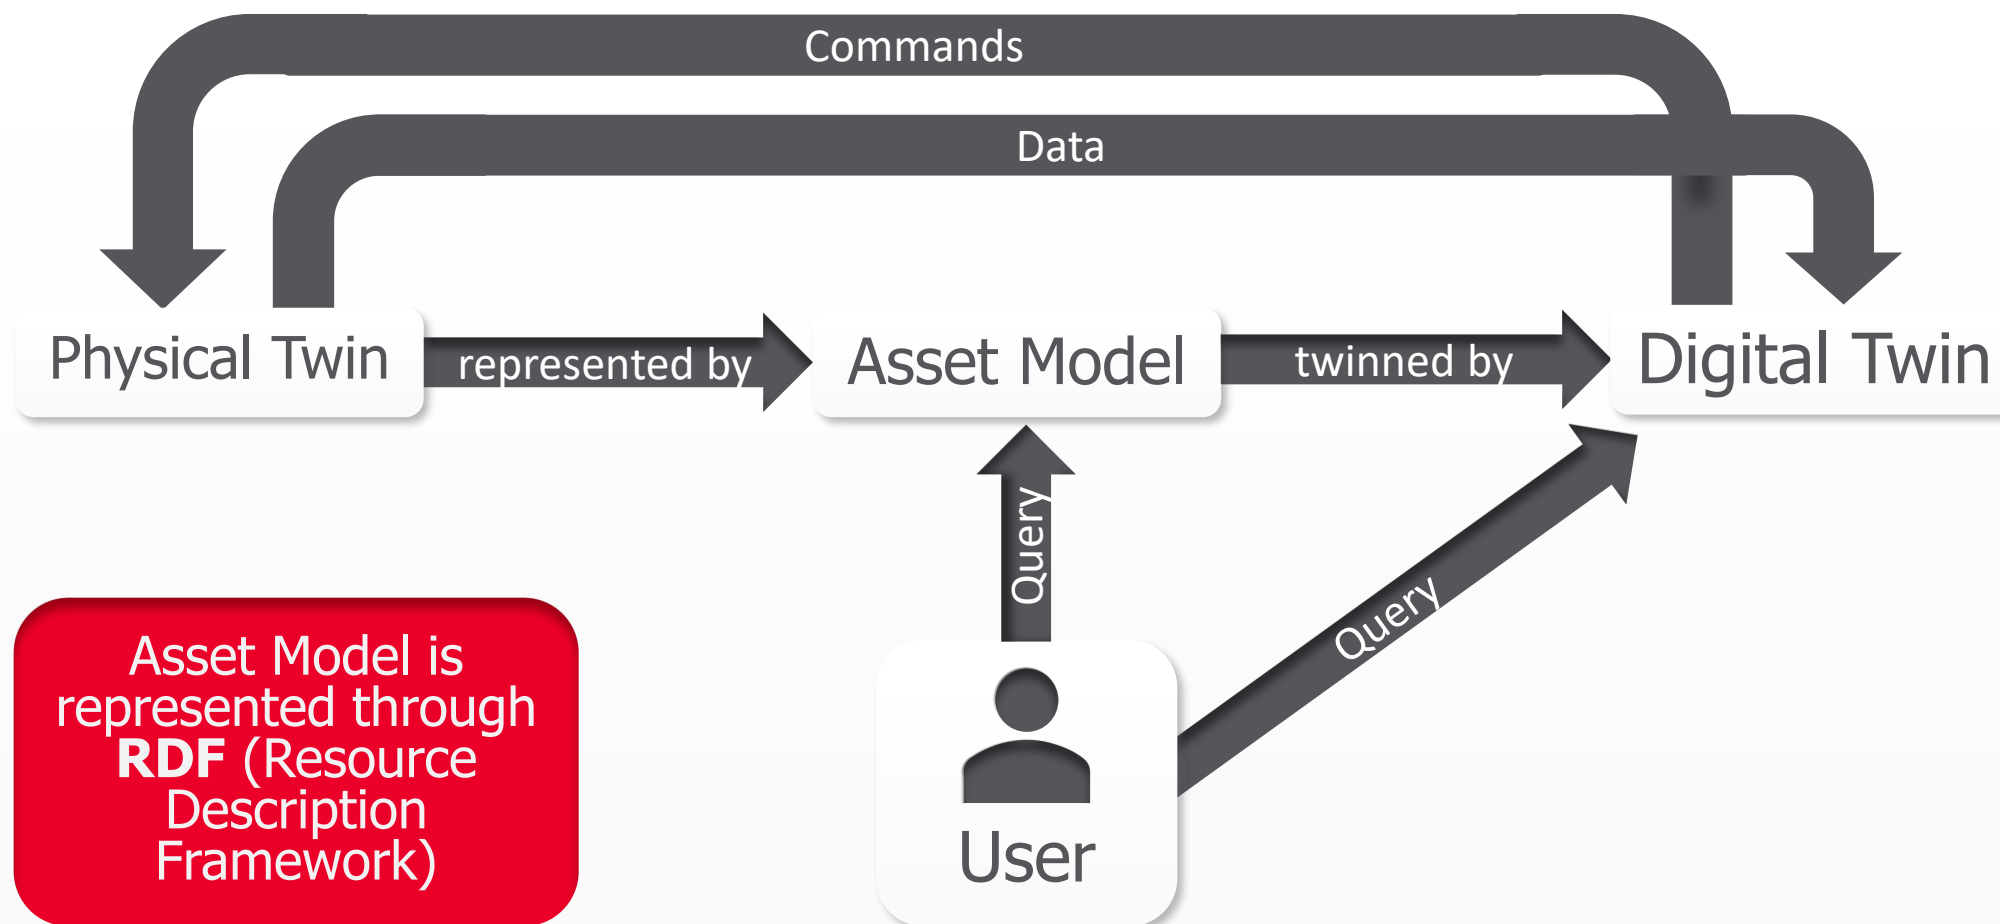 Commands
Data
Physical Twin
represented by
Asset Model
twinned by
Digital Twin
Query
Query
Asset Model is
represented through
RDF (Resource
Description
Framework)
User